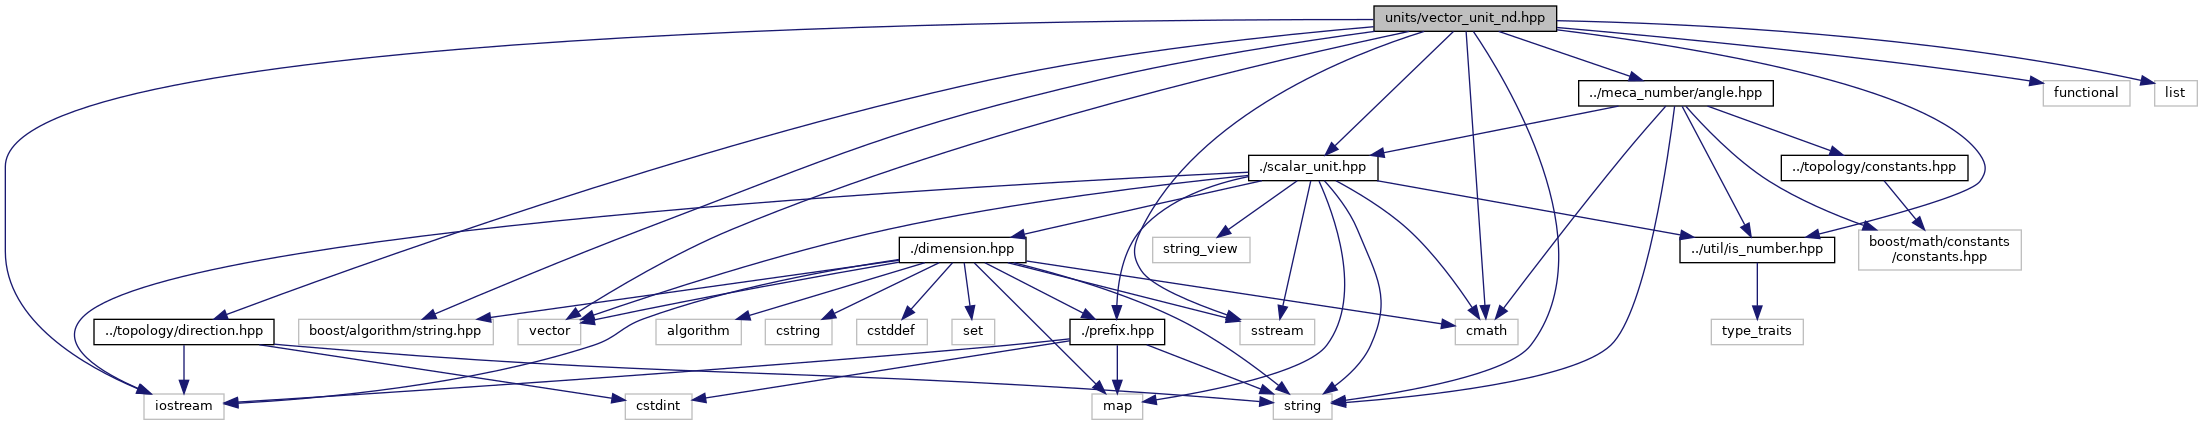 units/vector_unit_nd.hpp
../meca_number/angle.hpp
functional
list
./scalar_unit.hpp
../topology/constants.hpp
./dimension.hpp
string_view
../util/is_number.hpp
boost/math/constants
/constants.hpp
../topology/direction.hpp
boost/algorithm/string.hpp
vector
algorithm
cstring
cstddef
set
./prefix.hpp
sstream
cmath
type_traits
iostream
cstdint
map
string